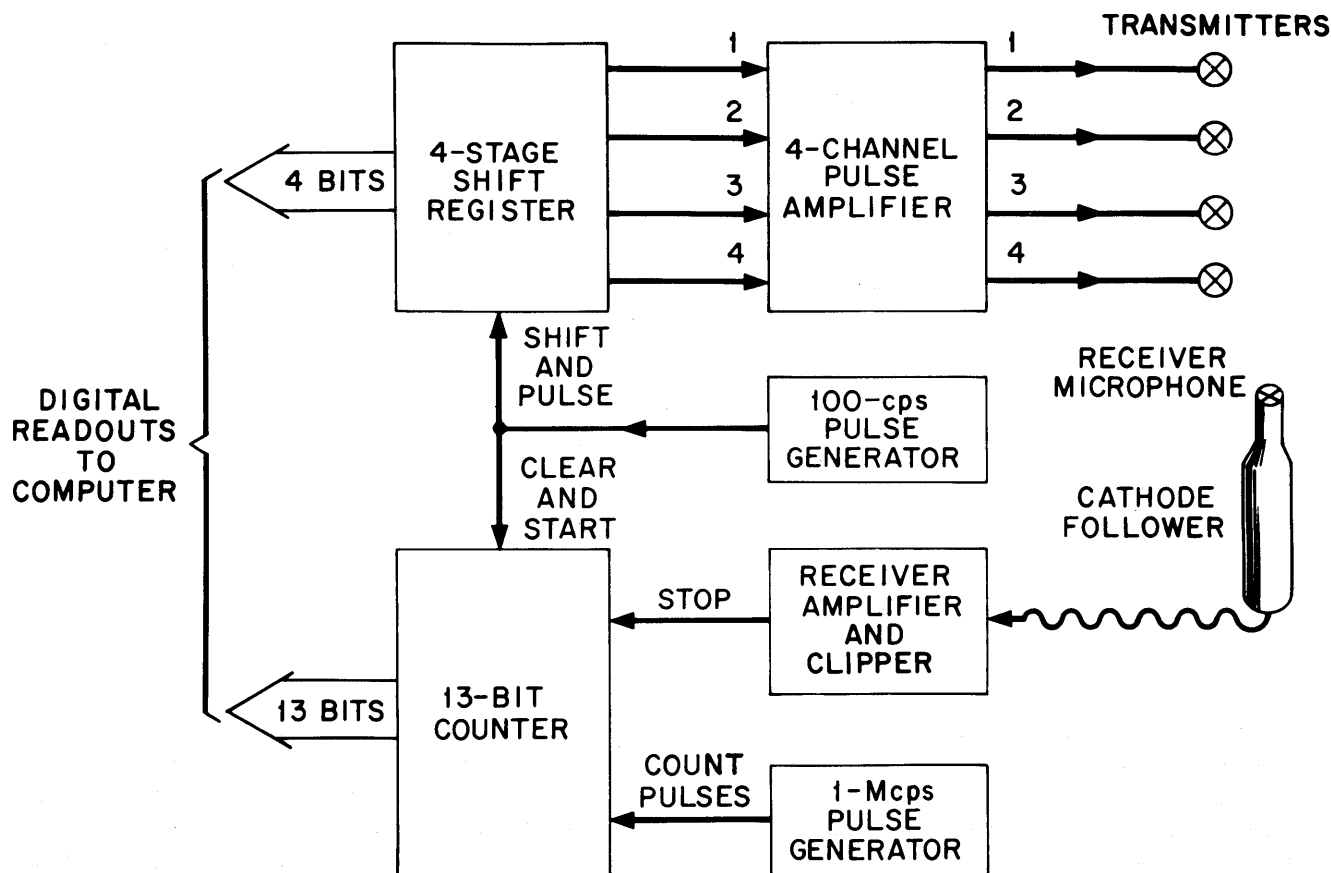 TRANSMITTERS
1
2
3
4
1
2
3
4
4-STAGE
SHIFT
REGISTER
4-CHANNEL
PULSE
AMPLIFIER
4 BITS
SHIFT
AND
PULSE
100-cps
PULSE
GENERATOR
RECEIVER
MICROPHONE
DIGITAL
READOUTS
TO
COMPUTER
CLEAR
AND
START
CATHODE
FOLLOWER
STOP
RECEIVER
AMPLIFIER
AND
CLIPPER
13 BITS
13-BIT
COUNTER
COUNT
PULSES
1-Mcps
PULSE
GENERATOR